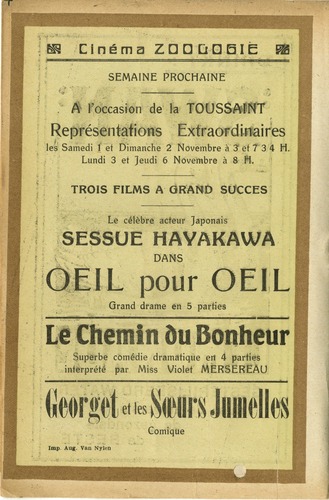 Cinéma ZOOLOGIE
SEMAINE PROCHAINE
A l'occasion de la TOUSSAINT
Représentations Extraordinaires
les Samedi 1 et Dimanche 2 Novembre à 3 et 7 3/4 H.
Lundi 3 et Jeudi 6 Novembre à 8 H.
TROIS FILMS A GRAND SUCCES
Le célèbre acteur Japonais
SESSUE HAYAKAWA
DANS
OEIL pour OEIL
Grand drame en 5 parties
Le Chemin du Bonheur
Superbe comédie dramatique en 4 parties
interprété par Miss Violet MERSEREAU
Georget et les Sœurs Jumelles
Comique
Imp. Aug. Van Nylen